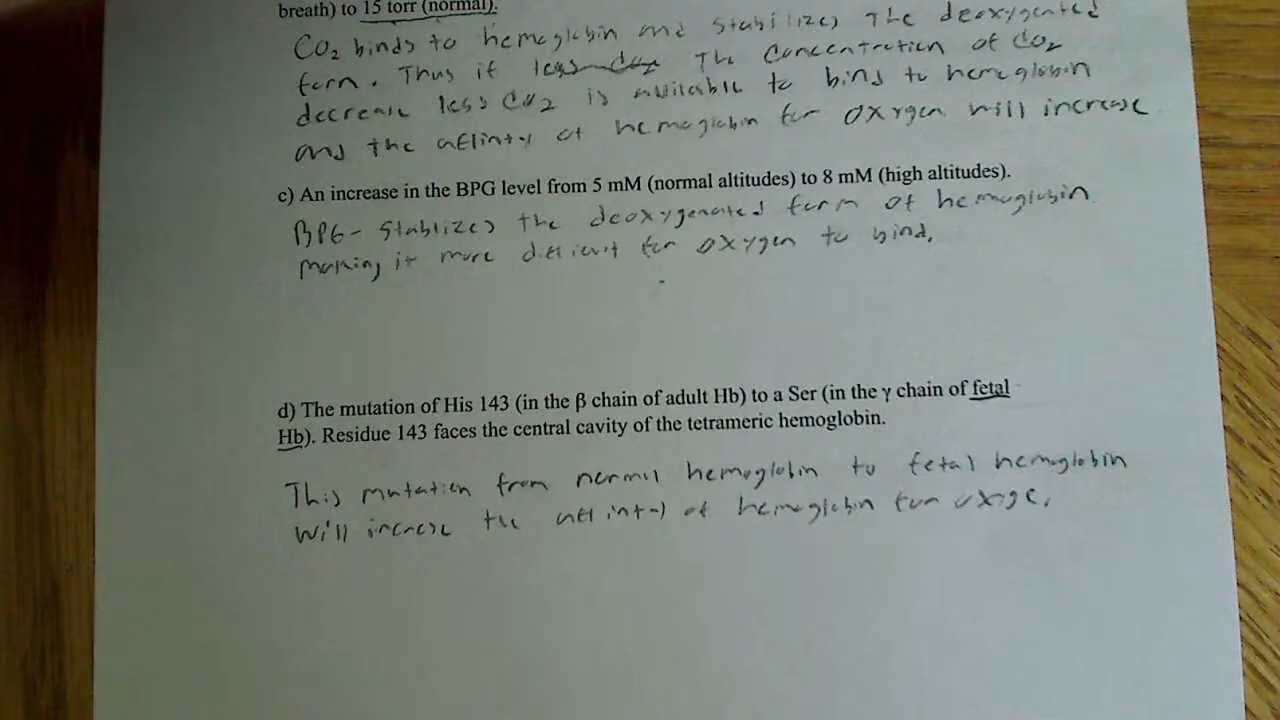 breath) to 15 torr (normal).
CO2 binds to hemoglobin and stabilizes the deoxygenated
form. Thus if less the concentration of CO2
decrease less CO2 is available to bind to hemoglobin
and the affinity of hemoglobin for oxygen will increase
c) An increase in the BPG level from 5 mM (normal altitudes) to 8 mM (high altitudes).
BPG- Stablizes the deoxygenated form of hemoglobin
making it more difficult for oxygen to bind.
d) The mutation of His 143 (in the β chain of adult Hb) to a Ser (in the γ chain of fetal
Hb). Residue 143 faces the central cavity of the tetrameric hemoglobin.
This mutation from normal hemoglobin to fetal hemoglobin
will increase the affinity of hemoglobin for